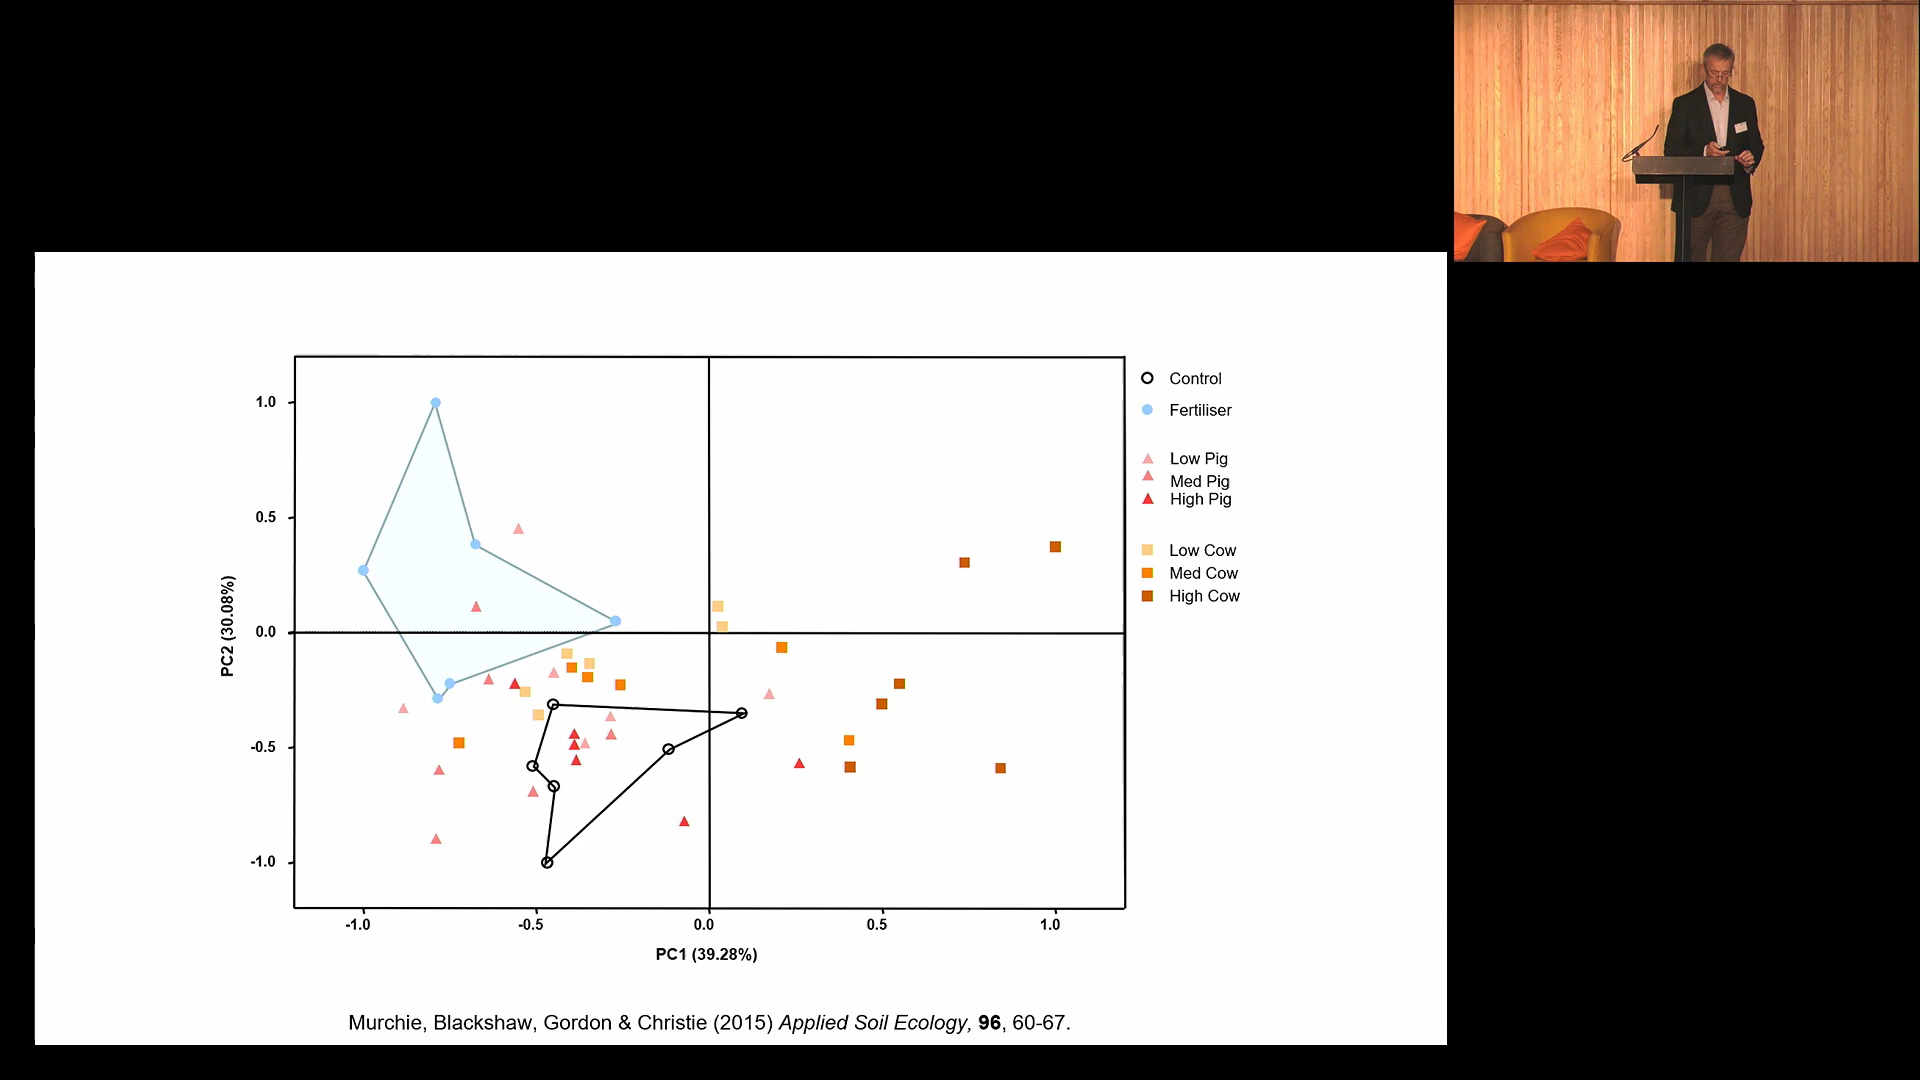 Control
Fertiliser
Low Pig
Med Pig
High Pig
Low Cow
Med Cow
High Cow
1.0
0.5
0.0
-0.5
-1.0
PC2 (30.08%)
-1.0
-0.5
0.0
0.5
1.0
PC1 (39.28%)
Murchie, Blackshaw, Gordon & Christie (2015) Applied Soil Ecology, 96, 60-67.